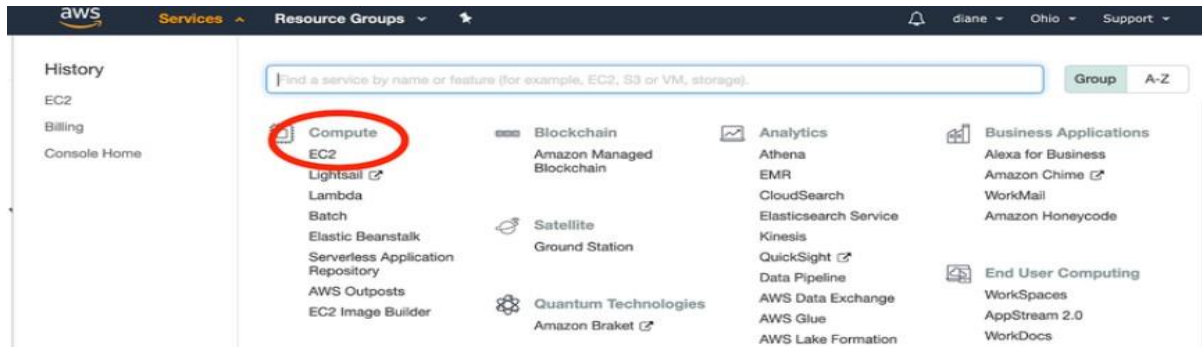 aws
Services
Resource Groups
diane
Ohio
Support
History
EC2
Billing
Console Home
Find a service by name or feature (for example, EC2, S3 or VM, storage).
Group
A-Z
Compute
EC2
Lightsail
Lambda
Batch
Elastic Beanstalk
Serverless Application
Repository
AWS Outposts
EC2 Image Builder
Blockchain
Amazon Managed
Blockchain
Satellite
Ground Station
Quantum Technologies
Amazon Braket
Analytics
Athena
EMR
CloudSearch
Elasticsearch Service
Kinesis
QuickSight
Data Pipeline
AWS Data Exchange
AWS Glue
AWS Lake Formation
Business Applications
Alexa for Business
Amazon Chime
WorkMail
Amazon Honeycode
End User Computing
WorkSpaces
AppStream 2.0
WorkDocs